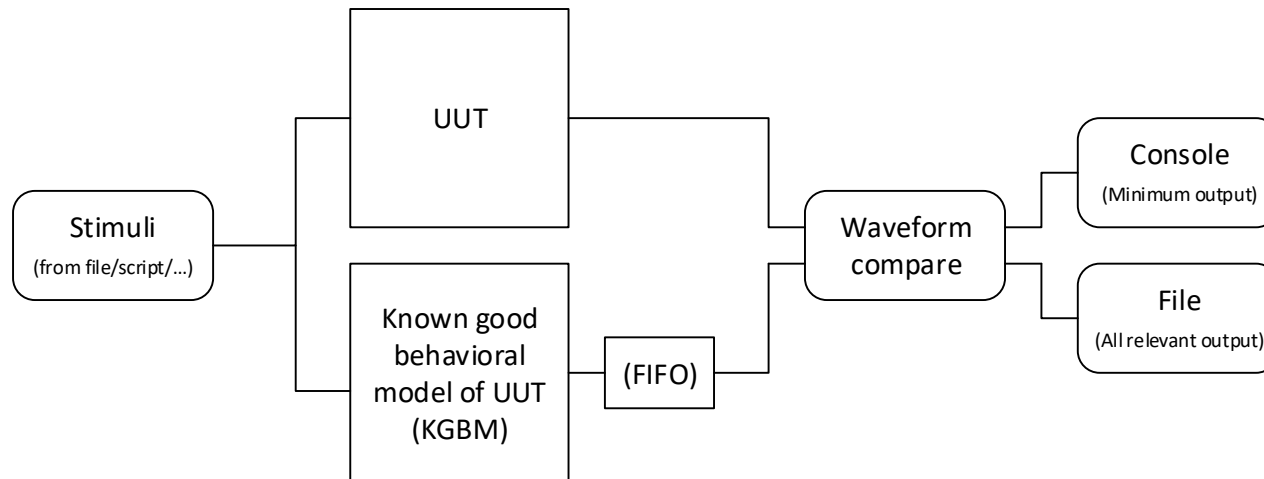 UUT
Stimuli
(from file/script/...)
Known good
behavioral
model of UUT
(KGBM)
(FIFO)
Waveform
compare
Console
(Minimum output)
File
(All relevant output)